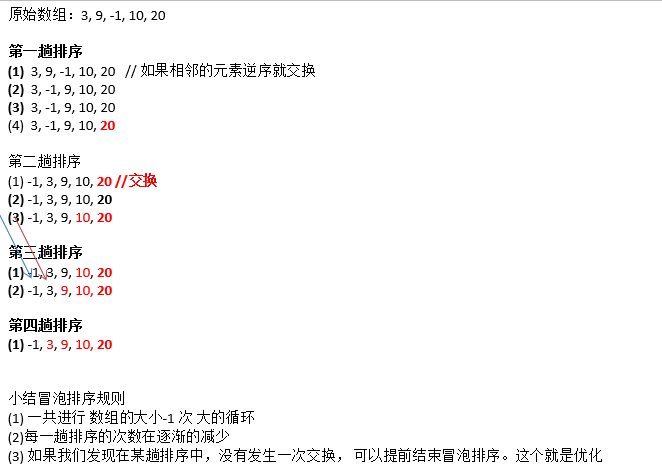 原始数组：3, 9, -1, 10, 20
第一趟排序
(1) 3, 9, -1, 10, 20 // 如果相邻的元素逆序就交换
(2) 3, -1, 9, 10, 20
(3) 3, -1, 9, 10, 20
(4) 3, -1, 9, 10, 20
第二趟排序
(1) -1, 3, 9, 10, 20 //交换
(2) -1, 3, 9, 10, 20
(3) -1, 3, 9, 10, 20
第三趟排序
(1) -1, 3, 9, 10, 20
(2) -1, 3, 9, 10, 20
第四趟排序
(1) -1, 3, 9, 10, 20
小结冒泡排序规则
(1) 一共进行 数组的大小-1 次 大的循环
(2)每一趟排序的次数在逐渐的减少
(3) 如果我们发现在某趟排序中，没有发生一次交换， 可以提前结束冒泡排序。这个就是优化